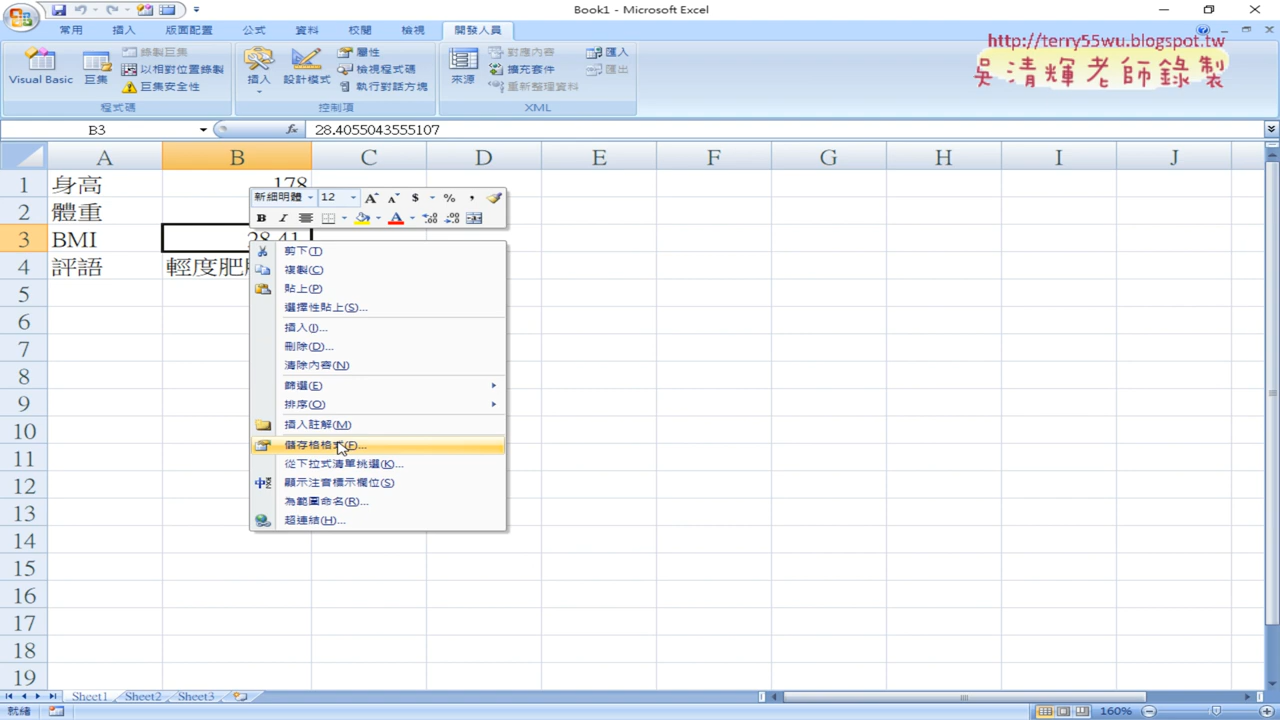 Book1 - Microsoft Excel
常用 插入 版面配置 公式 資料 校閱 檢視 開發人員
http://terry55wu.blogspot.tw
吳清輝老師錄製
Visual Basic 巨集 錄製巨集 以相對位置錄製 巨集安全性
插入 設計模式 屬性 檢視程式碼 執行對話方塊
來源 對應內容 擴充套件 重新整理資料 匯入 匯出
程式碼 控制項 XML
B3 fx 28.4055043555107
A B C D E F G H I J
1 身高 178
2 體重
3 BMI 28.41
4 評語 輕度肥
5
6
7
8
9
10
11
12
13
14
15
16
17
18
19
新細明體 12 A A $ % ,
B I A
剪下(T)
複製(C)
貼上(P)
選擇性貼上(S)...
插入(I)...
刪除(D)...
清除內容(N)
篩選(E)
排序(O)
插入註解(M)
儲存格格式(F)...
從下拉式清單挑選(K)...
顯示注音標示欄位(S)
為範圍命名(R)...
超連結(H)...
Sheet1 Sheet2 Sheet3
就緒 160%